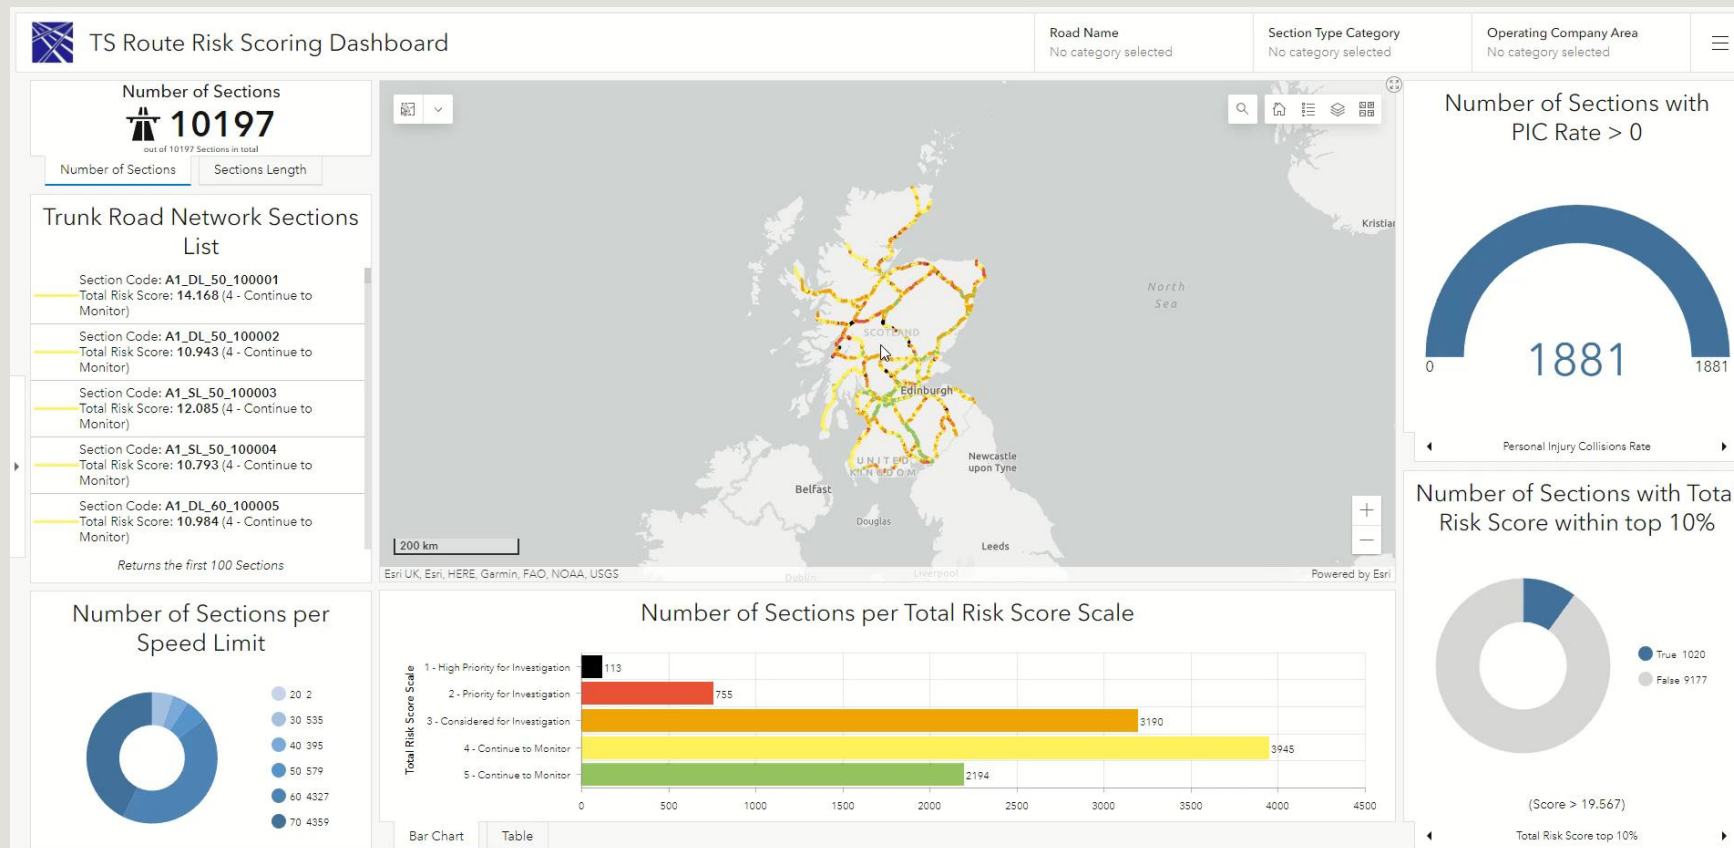 TS Route Risk Scoring Dashboard
Road Name
No category selected
Section Type Category
No category selected
Operating Company Area
No category selected
Number of Sections
10197
out of 10197 Sections in total
Number of Sections
Sections Length
Trunk Road Network Sections
List
Section Code: A1_DL_50_100001
Total Risk Score: 14.168 (4 - Continue to
Monitor)
Section Code: A1_DL_50_100002
Total Risk Score: 10.943 (4 - Continue to
Monitor)
Section Code: A1_SL_50_100003
Total Risk Score: 12.085 (4 - Continue to
Monitor)
Section Code: A1_SL_50_100004
Total Risk Score: 10.793 (4 - Continue to
Monitor)
Section Code: A1_DL_60_100005
Total Risk Score: 10.984 (4 - Continue to
Monitor)
Returns the first 100 Sections
Number of Sections per
Speed Limit
20 2
30 535
40 395
50 579
60 4327
70 4359
Kristian
North
Sea
SCOTLAND
Edinburgh
UNITED
KINGDOM
Newcastle
upon Tyne
Belfast
Douglas
Leeds
Dublin
Liverpool
200 km
Esri UK, Esri, HERE, Garmin, FAO, NOAA, USGS
Powered by Esri
Number of Sections per Total Risk Score Scale
Total Risk Score Scale
1 - High Priority for Investigation 113
2 - Priority for Investigation 755
3 - Considered for Investigation 3190
4 - Continue to Monitor 3945
5 - Continue to Monitor 2194
0 500 1000 1500 2000 2500 3000 3500 4000 4500
Bar Chart
Table
Number of Sections with
PIC Rate > 0
1881
0 1881
Personal Injury Collisions Rate
Number of Sections with Tota
Risk Score within top 10%
True 1020
False 9177
(Score > 19.567)
Total Risk Score top 10%